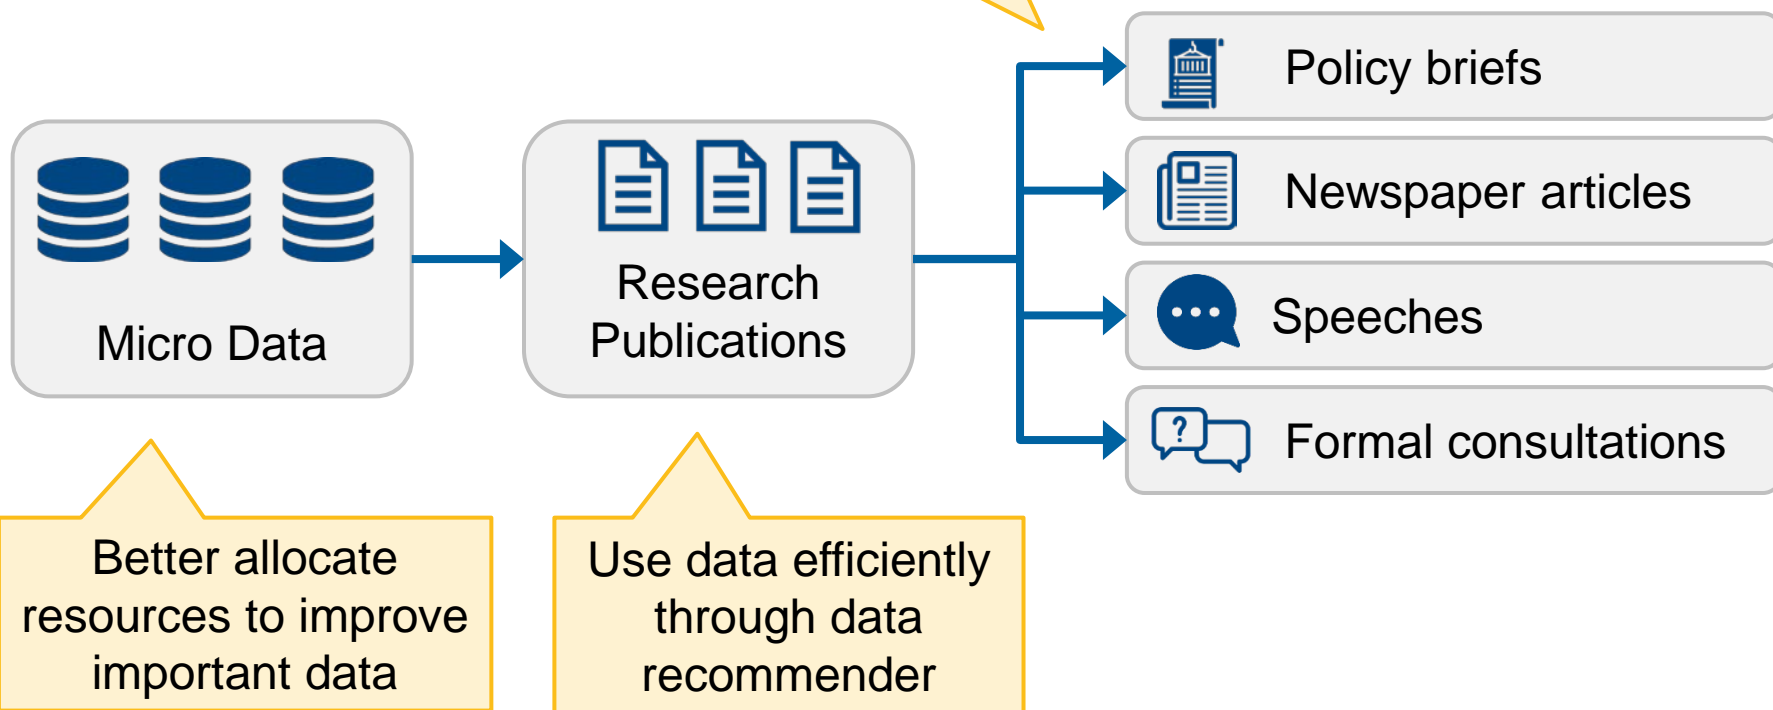 Micro Data
Research
Publications
Policy briefs
Newspaper articles
Speeches
?
Formal consultations
Better allocate
resources to improve
important data
Use data efficiently
through data
recommender